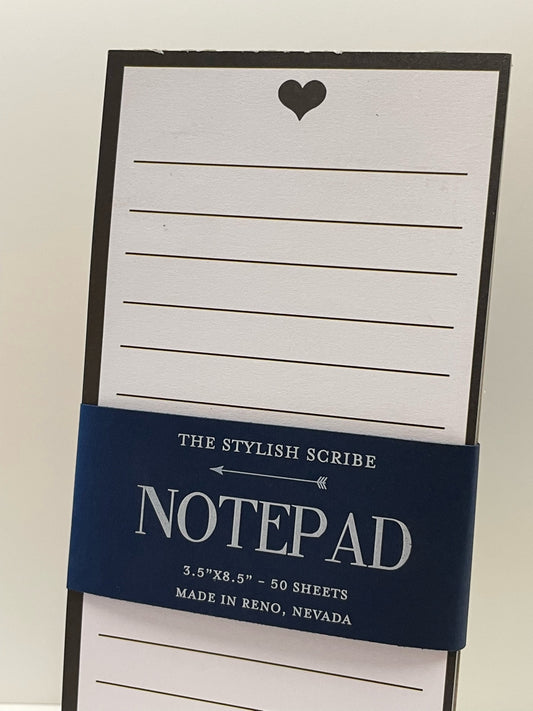 THE STYLISH SCRIBE
NOTEPAD
3.5"X8.5" – 50 SHEETS
MADE IN RENO, NEVADA